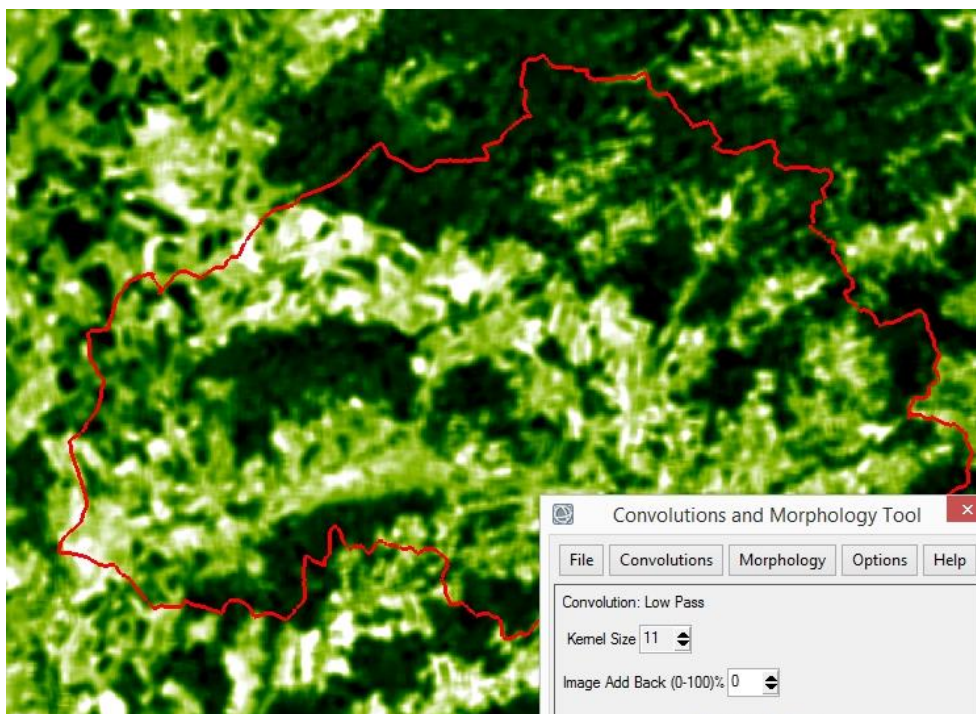 Convolutions and Morphology Tool
File Convolutions Morphology Options Help
Convolution: Low Pass
Kernel Size 11
Image Add Back (0-100)% 0